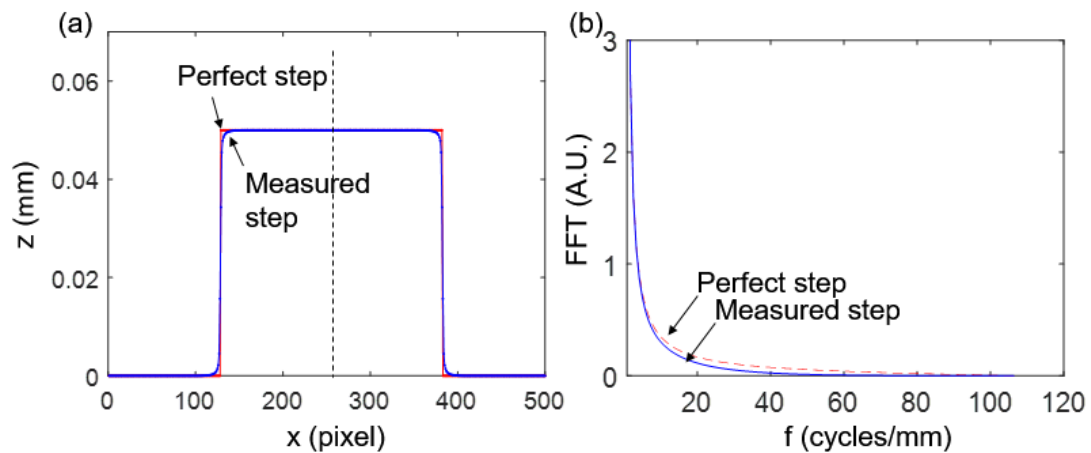 (a)
0.06
0.04
0.02
0
z (mm)
Perfect step
Measured
step
0 100 200 300 400 500
x (pixel)
(b)
3
2
1
0
FFT (A.U.)
Perfect step
Measured step
20 40 60 80 100 120
f (cycles/mm)